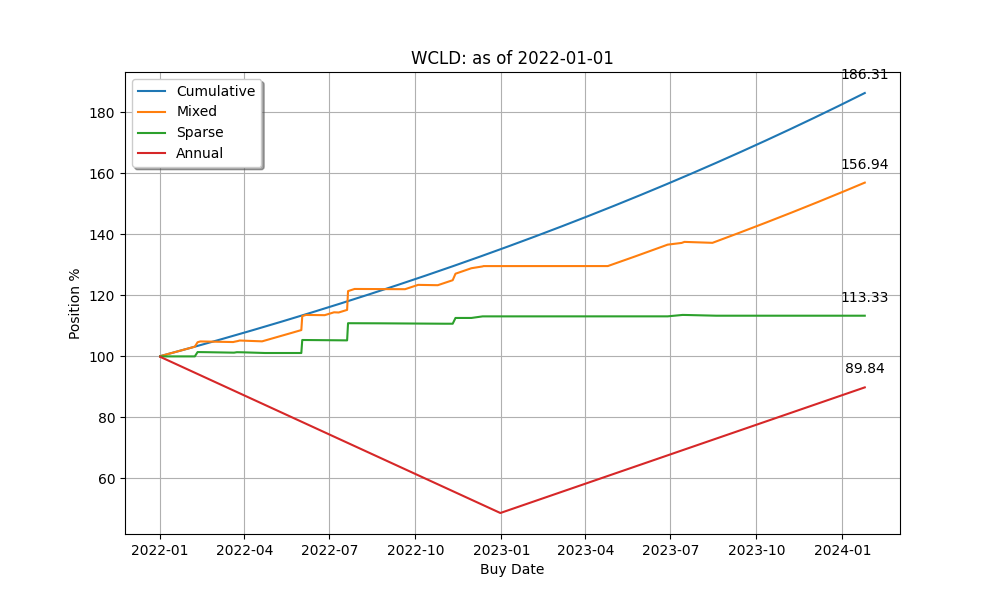 WCLD: as of 2022-01-01
Cumulative
Mixed
Sparse
Annual
186.31
156.94
113.33
89.84
Position %
180
160
140
120
100
80
60
2022-01 2022-04 2022-07 2022-10 2023-01 2023-04 2023-07 2023-10 2024-01
Buy Date